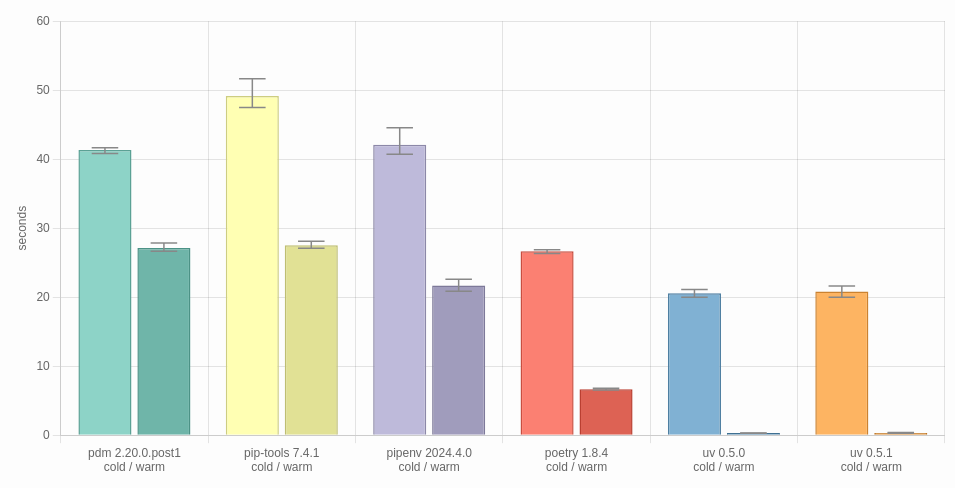 60
50
40
30
20
10
0
seconds
pdm 2.20.0.post1
cold / warm
pip-tools 7.4.1
cold / warm
pipenv 2024.4.0
cold / warm
poetry 1.8.4
cold / warm
uv 0.5.0
cold / warm
uv 0.5.1
cold / warm